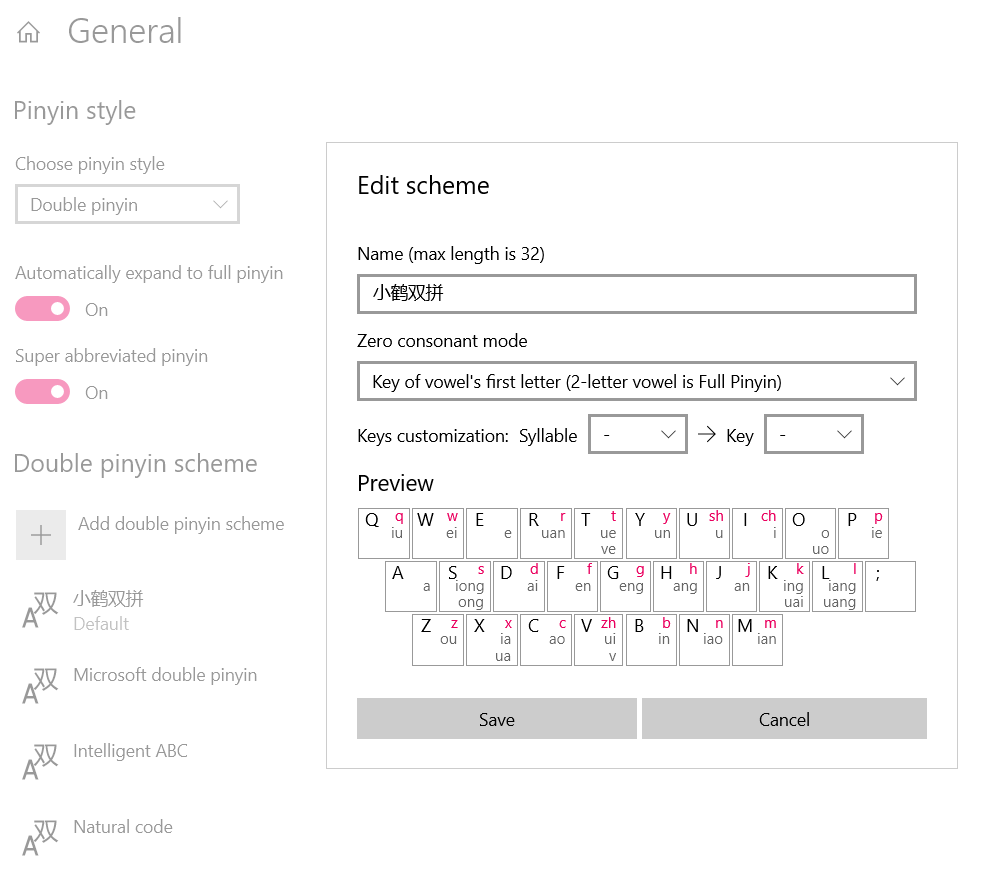 General
Pinyin style
Choose pinyin style
Double pinyin
Automatically expand to full pinyin
On
Super abbreviated pinyin
On
Double pinyin scheme
Add double pinyin scheme
小鹤双拼
Default
Microsoft double pinyin
Intelligent ABC
Natural code
Edit scheme
Name (max length is 32)
小鹤双拼
Zero consonant mode
Key of vowel's first letter (2-letter vowel is Full Pinyin)
Keys customization: Syllable - → Key -
Preview
Q q W w E R r T t Y y U sh I ch O P p
iu ei e uan ue un u i o ie
ve uo
A S s D d F f G g H h J j K k L l ;
a iong ai en eng ang an ing iang
ong uai uang
Z z X x C c V zh B b N n M m
ou ia ao ui in iao ian
ua v
Save Cancel